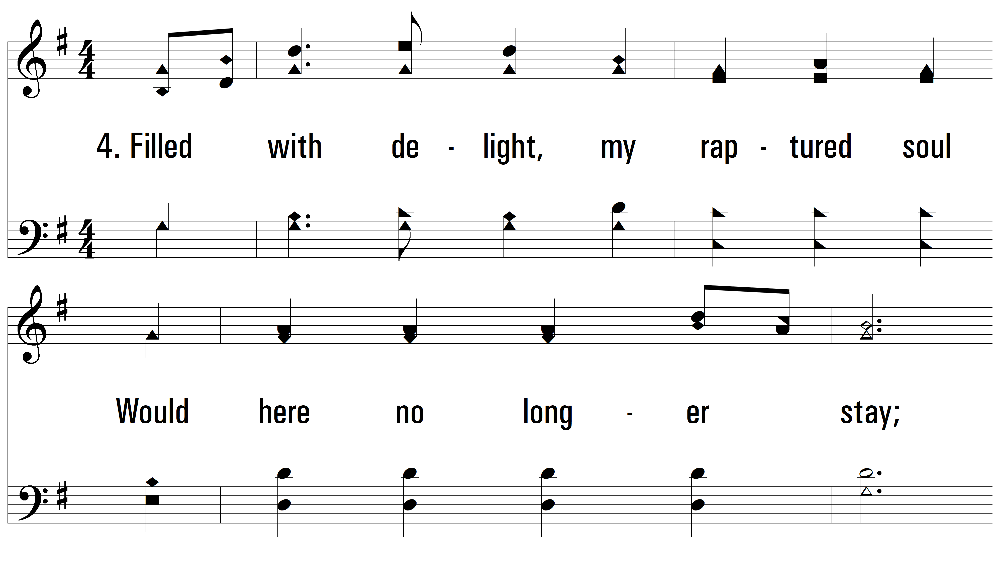 4. Filled with de - light, my rap - tured soul
Would here no long - er stay;